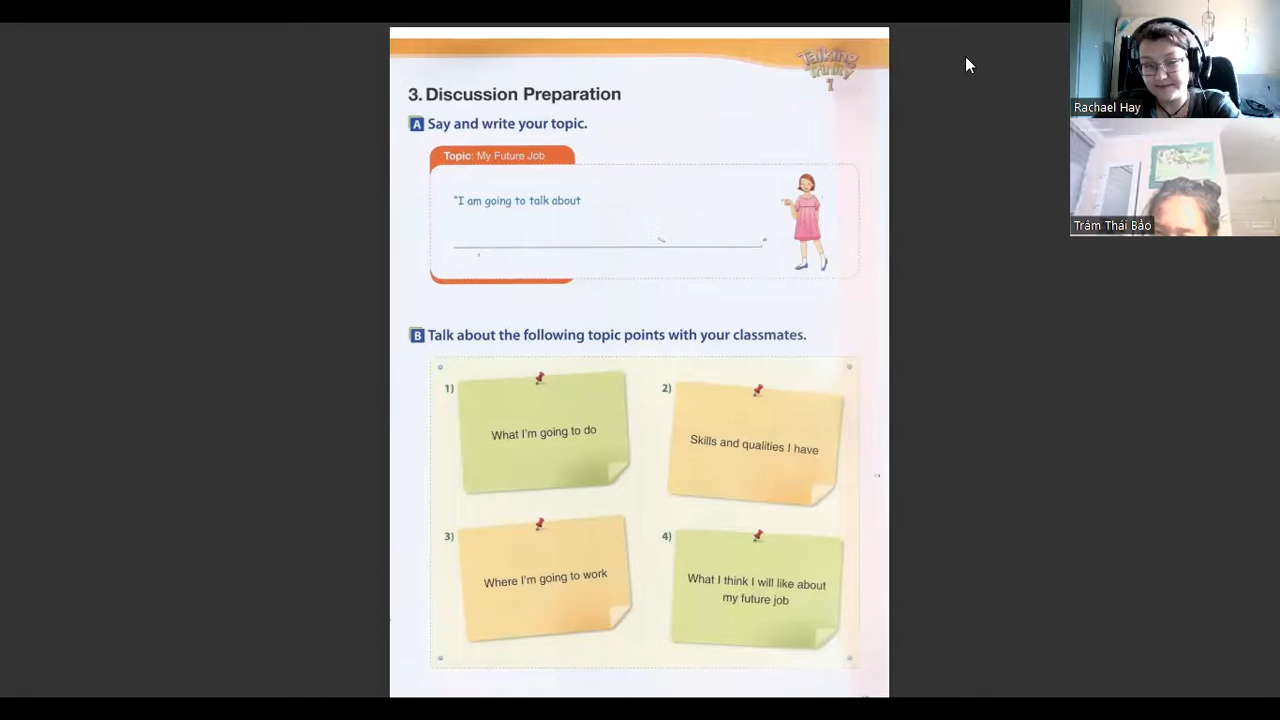 Talking
Trinity
1
3. Discussion Preparation
A Say and write your topic.
Topic: My Future Job
"I am going to talk about
"
B Talk about the following topic points with your classmates.
1)
What I'm going to do
2)
Skills and qualities I have
3)
Where I'm going to work
4)
What I think I will like about
my future job
Rachael Hay
Trâm Thái Bảo